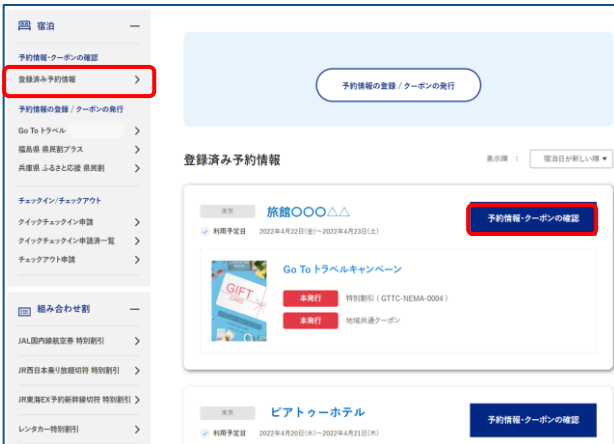 宿泊
予約情報・クーポンの確認
登録済み予約情報
予約情報の登録 / クーポンの発行
Go To トラベル
福島県 県民割プラス
兵庫県 ふるさと応援 県民割
チェックイン/チェックアウト
クイックチェックイン申請
クイックチェックイン申請済一覧
チェックアウト申請
組み合わせ割
JAL国内線航空券 特別割引
JR西日本乗り放題切符 特別割引
JR東海EX予約新幹線切符 特別割引
レンタカー特別割引
予約情報の登録 / クーポンの発行
登録済み予約情報
表示順 : 宿泊日が新しい順 ▼
旅館〇〇〇△△
予約情報・クーポンの確認
利用予定日 2022年4月22日(金)~2022年4月23日(土)
GIFT
CARD
Go To トラベルキャンペーン
本発行 特別割引 ( GTTC-NEMA-0004 )
本発行 地域共通クーポン
ピアトゥーホテル
予約情報・クーポンの確認
利用予定日 2022年4月20日(水)~2022年4月21日(木)